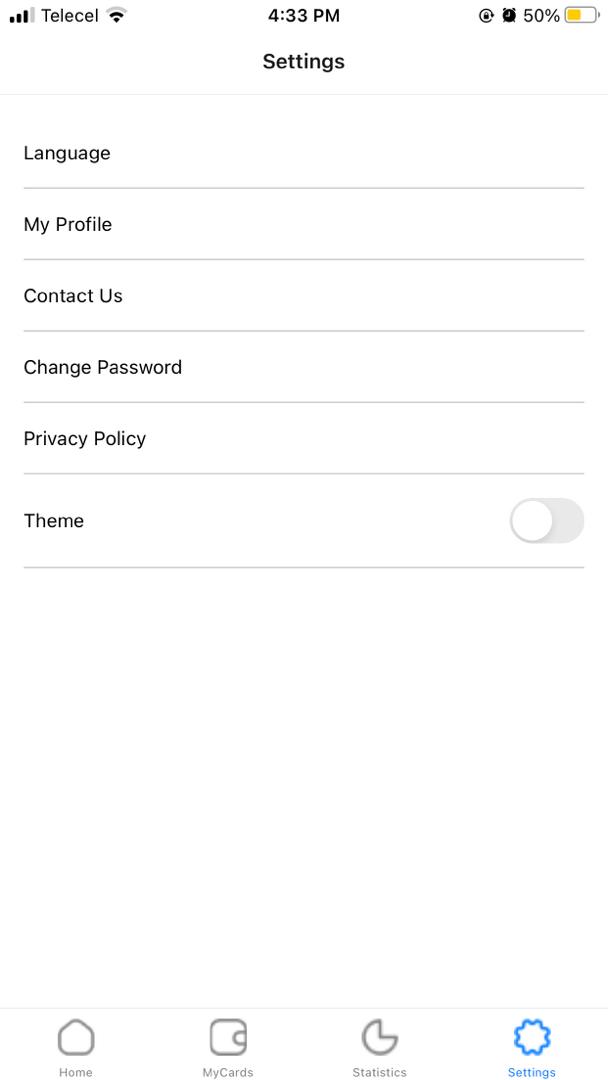 Telecel 4:33 PM 50%
Settings
Language
My Profile
Contact Us
Change Password
Privacy Policy
Theme
Home MyCards Statistics Settings